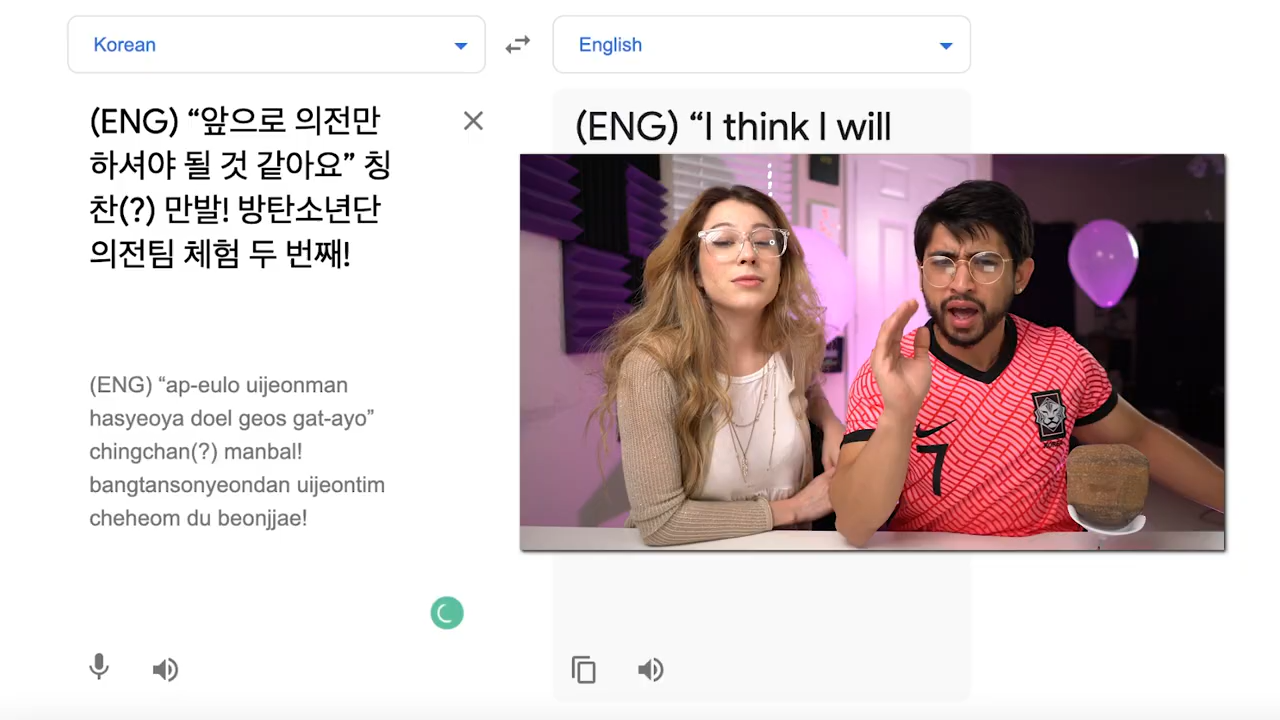 Korean
English
(ENG) “앞으로 의전만
하셔야 될 것 같아요” 칭
찬(?) 만발! 방탄소년단
의전팀 체험 두 번째!
(ENG) “ap-eulo uijeonman
hasyeoya doel geos gat-ayo”
chingchan(?) manbal!
bangtansonyeondan uijeontim
cheheom du beonjjae!
(ENG) “I think I will
7